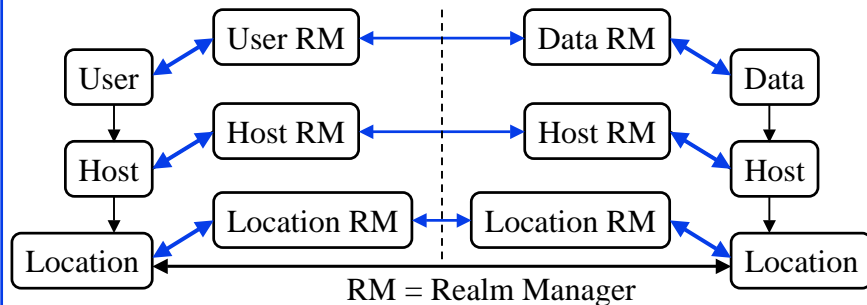 User RM Data RM
User Data
Host RM Host RM
Host Host
Location RM Location RM
Location Location
RM = Realm Manager